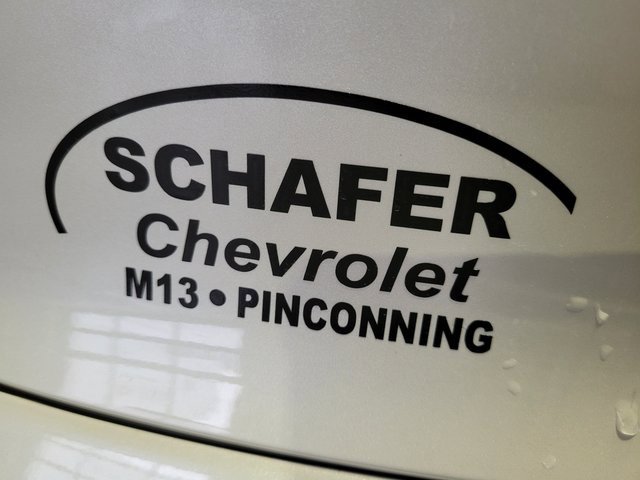 SCHAFER
Chevrolet
M13 • PINCONNING